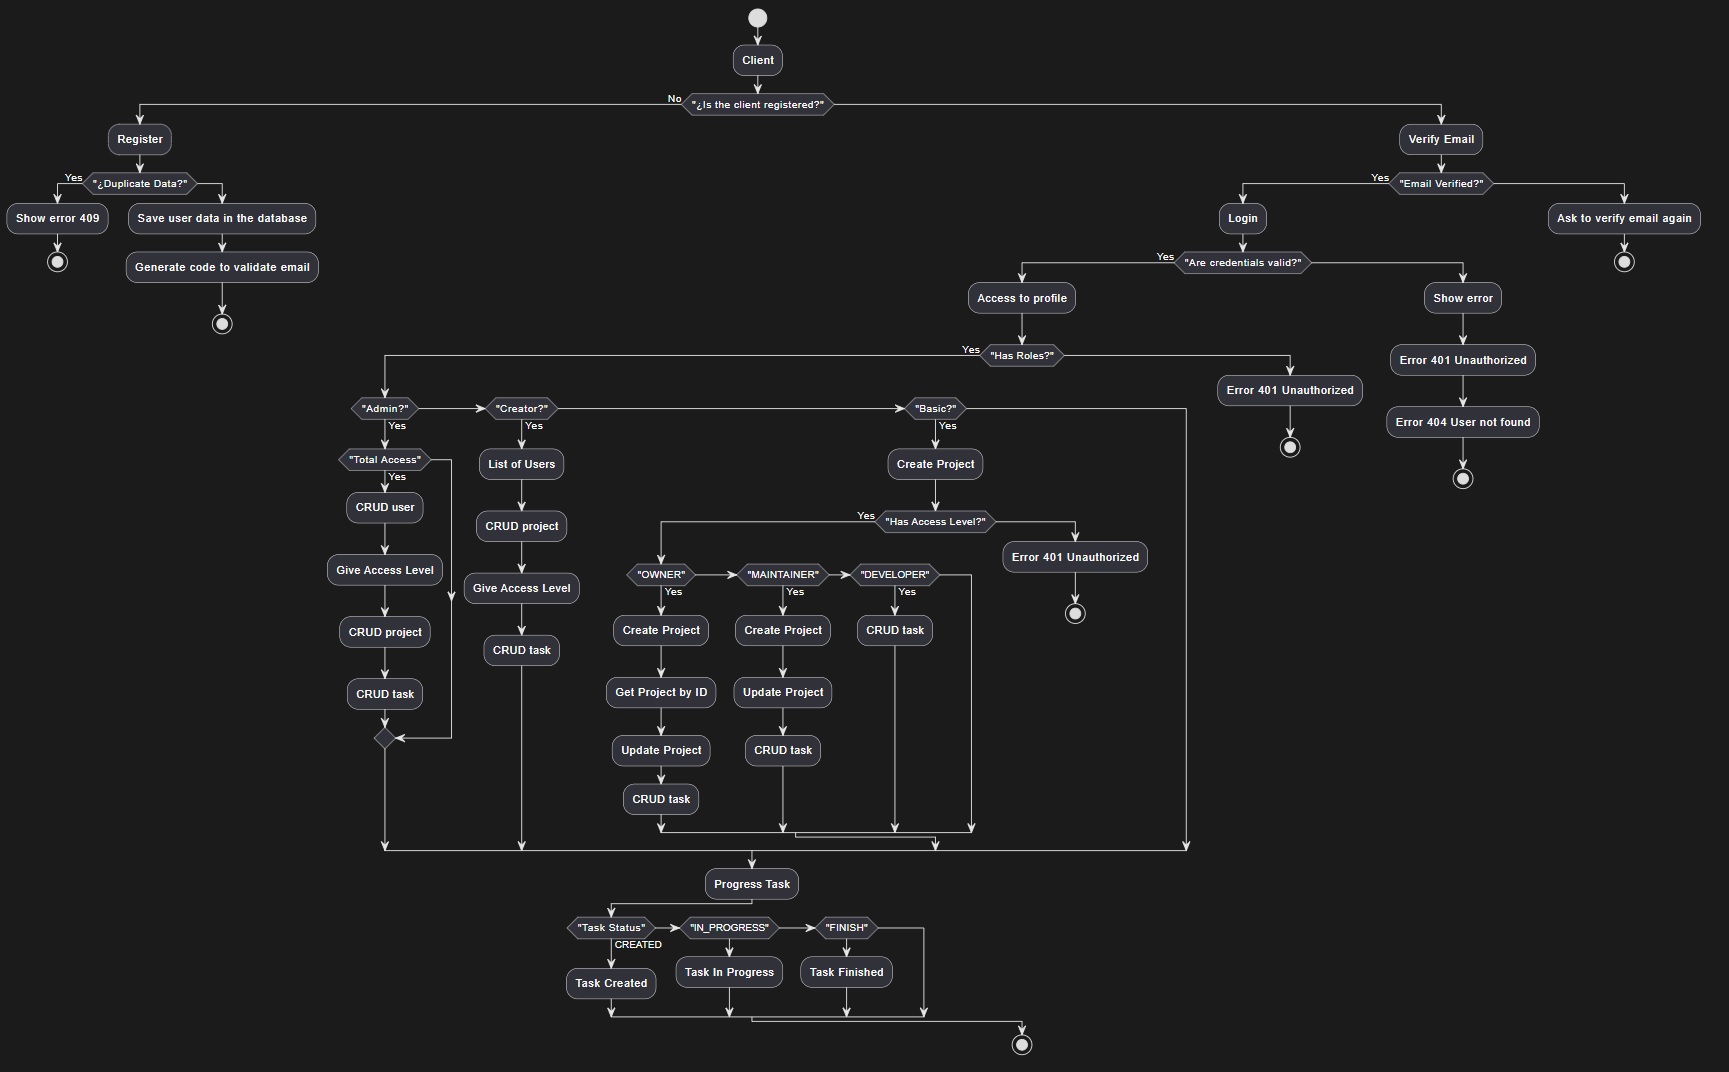 Client
No
"¿Is the client registered?"
Register
Verify Email
Yes
"¿Duplicate Data?"
Yes
"Email Verified?"
Show error 409
Save user data in the database
Login
Ask to verify email again
Generate code to validate email
Yes
"Are credentials valid?"
Access to profile
Show error
Yes
"Has Roles?"
Error 401 Unauthorized
Error 401 Unauthorized
Error 404 User not found
"Admin?"
"Creator?"
"Basic?"
Yes
Yes
Yes
"Total Access"
Yes
List of Users
Create Project
CRUD user
CRUD project
Yes
"Has Access Level?"
Error 401 Unauthorized
Give Access Level
Give Access Level
"OWNER"
"MAINTAINER"
"DEVELOPER"
Yes
Yes
Yes
CRUD project
CRUD task
Create Project
Create Project
CRUD task
CRUD task
Get Project by ID
Update Project
Update Project
CRUD task
CRUD task
Progress Task
"Task Status"
"IN_PROGRESS"
"FINISH"
CREATED
Task Created
Task In Progress
Task Finished